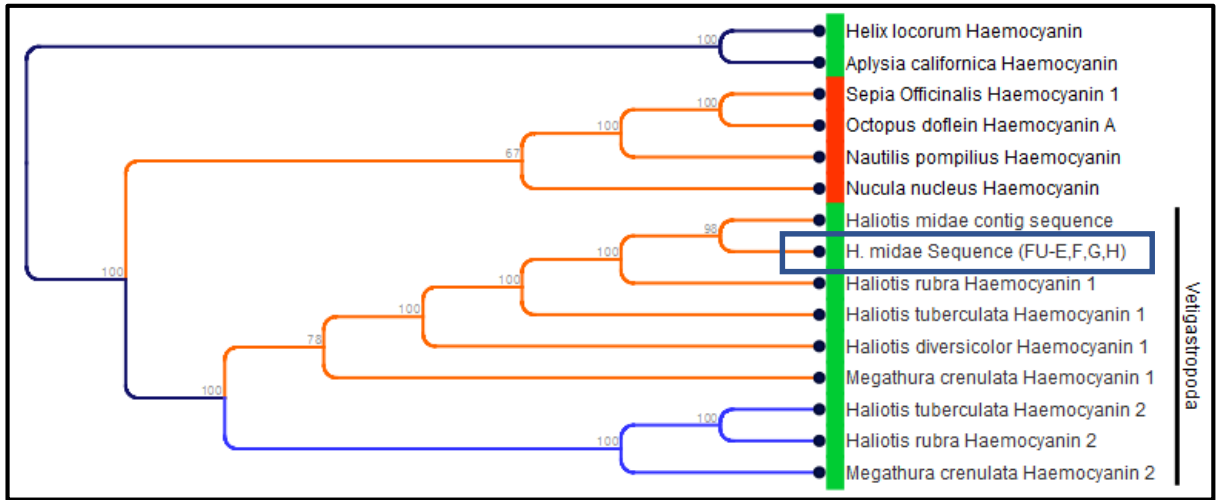 100
Helix locorum Haemocyanin
Aplysia californica Haemocyanin
100
Sepia Officinalis Haemocyanin 1
100
Octopus doflein Haemocyanin A
67
Nautilis pompilius Haemocyanin
Nucula nucleus Haemocyanin
98
Haliotis midae contig sequence
100
H. midae Sequence (FU-E,F,G,H)
100
100
Haliotis rubra Haemocyanin 1
100
Haliotis tuberculata Haemocyanin 1
78
Haliotis diversicolor Haemocyanin 1
Megathura crenulata Haemocyanin 1
100
100
Haliotis tuberculata Haemocyanin 2
100
Haliotis rubra Haemocyanin 2
Megathura crenulata Haemocyanin 2
Vetigastropoda